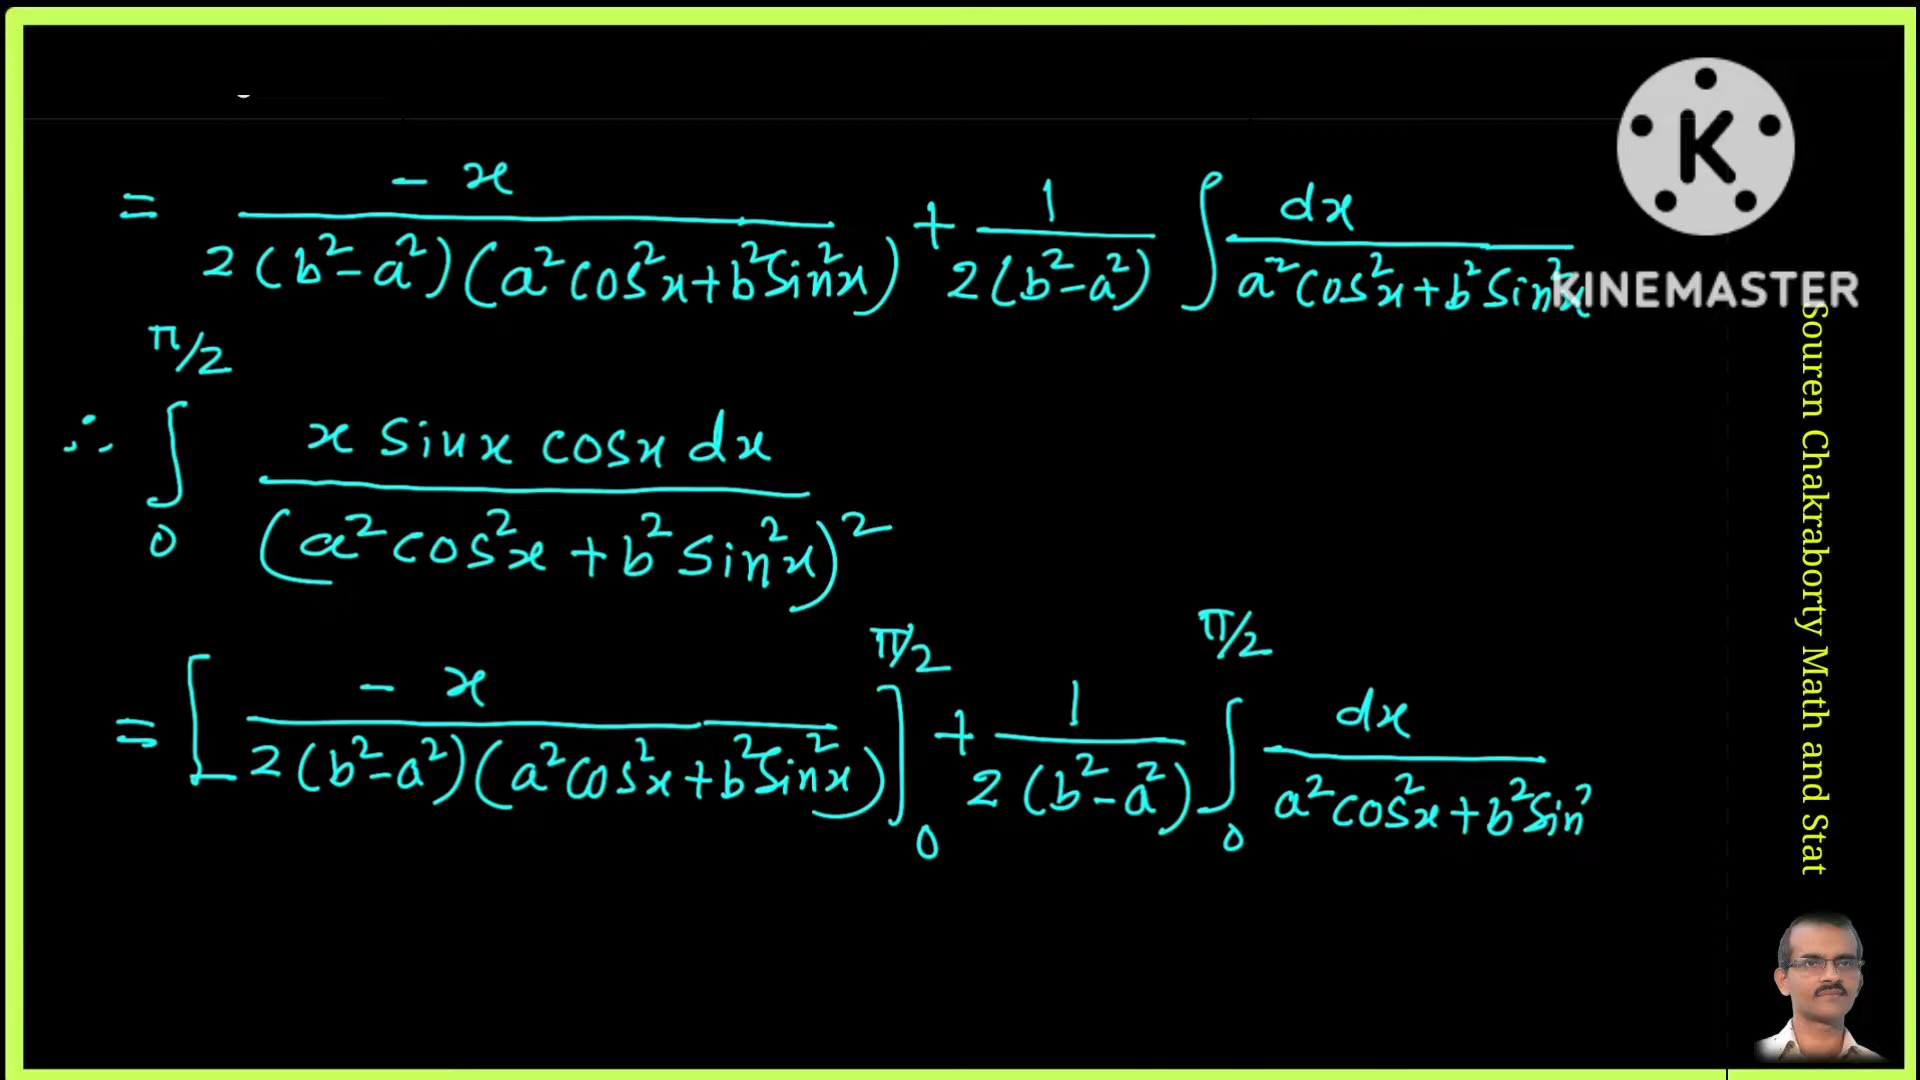 = -x / 2(b²-a²)(a²cos²x+b²sin²x) + 1 / 2(b²-a²) ∫ dx / a²cos²x+b²sin²x
KINEMASTER
∴ ∫₀^π/2 x sinx cosx dx / (a²cos²x+b²sin²x)²
= [ -x / 2(b²-a²)(a²cos²x+b²sin²x) ]₀^π/2 + 1 / 2(b²-a²) ∫₀^π/2 dx / a²cos²x+b²sin²
Souren Chakraborty Math and Stat